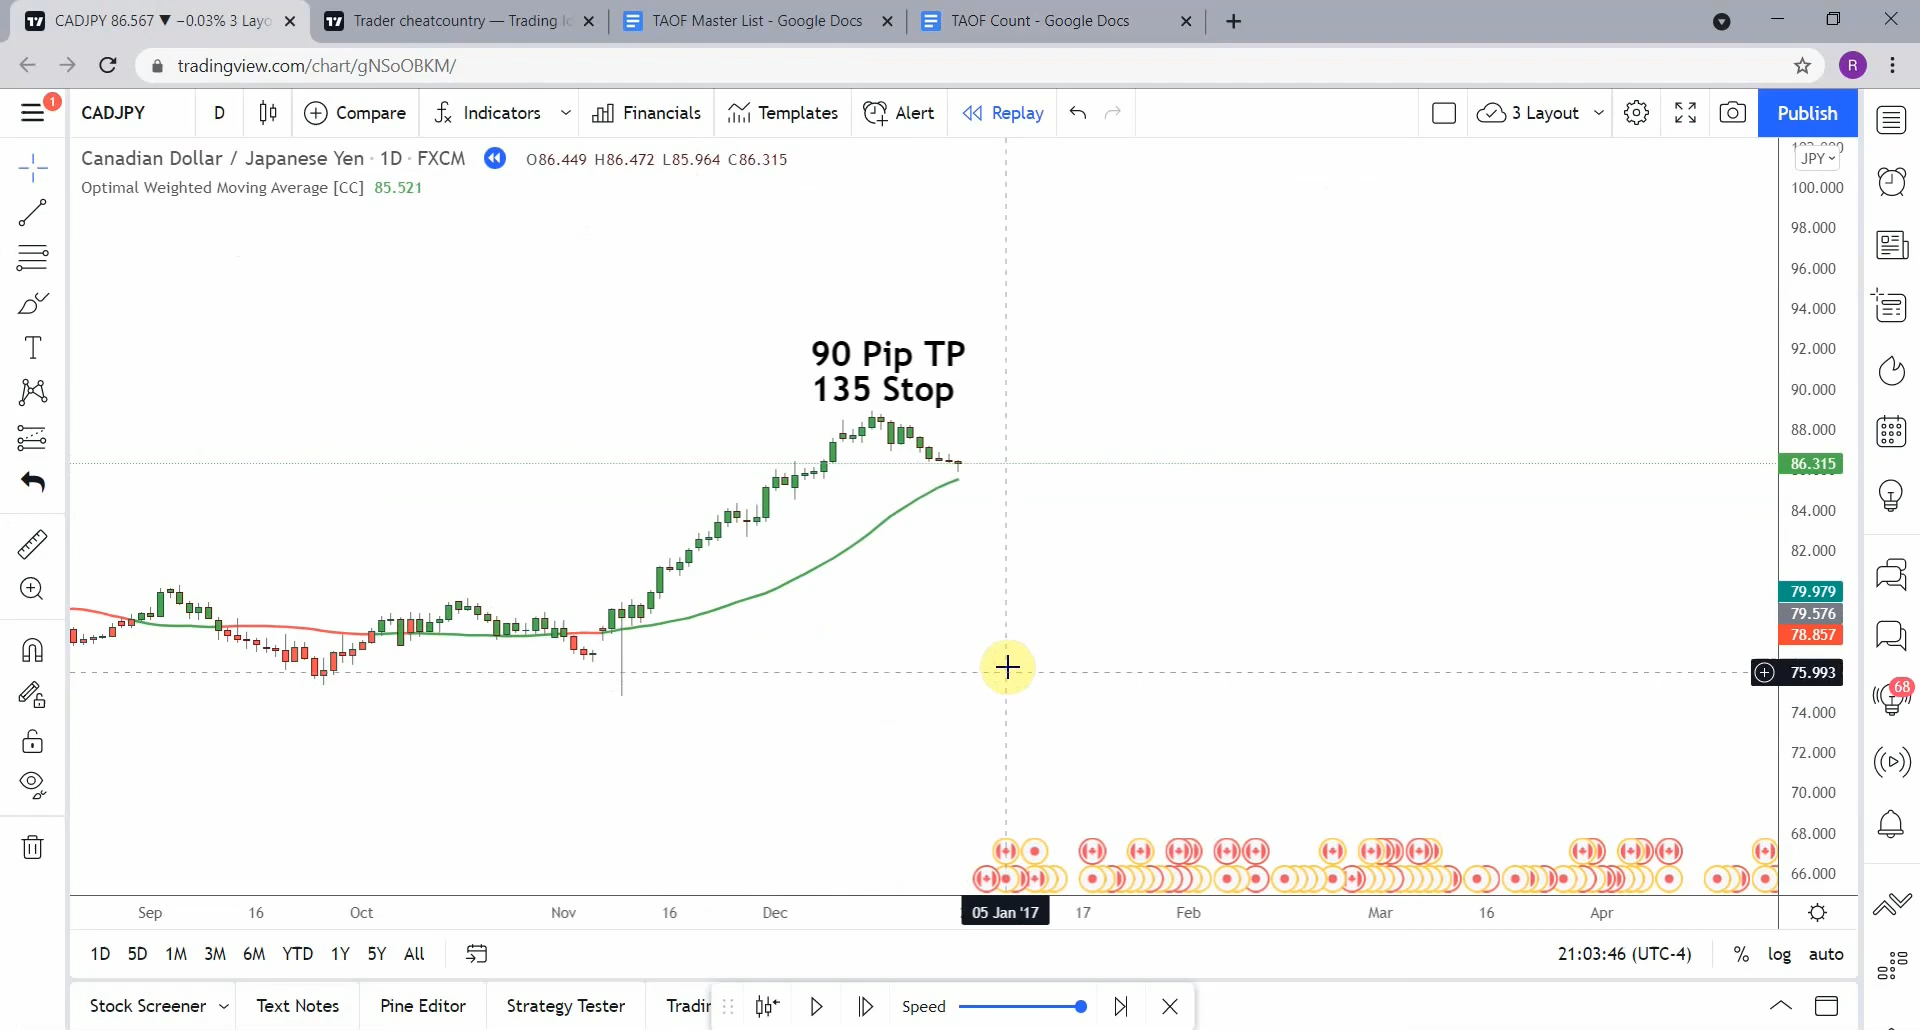 CADJPY 86.567 ▼ −0.03% 3 Layo
Trader cheatcountry — Trading
TAOF Master List - Google Docs
TAOF Count - Google Docs
tradingview.com/chart/gNSoOBKM/
R
1
CADJPY
D
Compare
Indicators
Financials
Templates
Alert
Replay
3 Layout
Publish
Canadian Dollar / Japanese Yen · 1D · FXCM
O86.449 H86.472 L85.964 C86.315
Optimal Weighted Moving Average [CC] 85.521
JPY
100.000
98.000
96.000
94.000
92.000
90.000
88.000
86.315
84.000
82.000
79.979
79.576
78.857
75.993
74.000
72.000
70.000
68.000
66.000
68
90 Pip TP
135 Stop
Sep
16
Oct
Nov
16
Dec
05 Jan '17
17
Feb
Mar
16
Apr
1D 5D 1M 3M 6M YTD 1Y 5Y All
21:03:46 (UTC-4)
% log auto
Stock Screener
Text Notes
Pine Editor
Strategy Tester
Speed